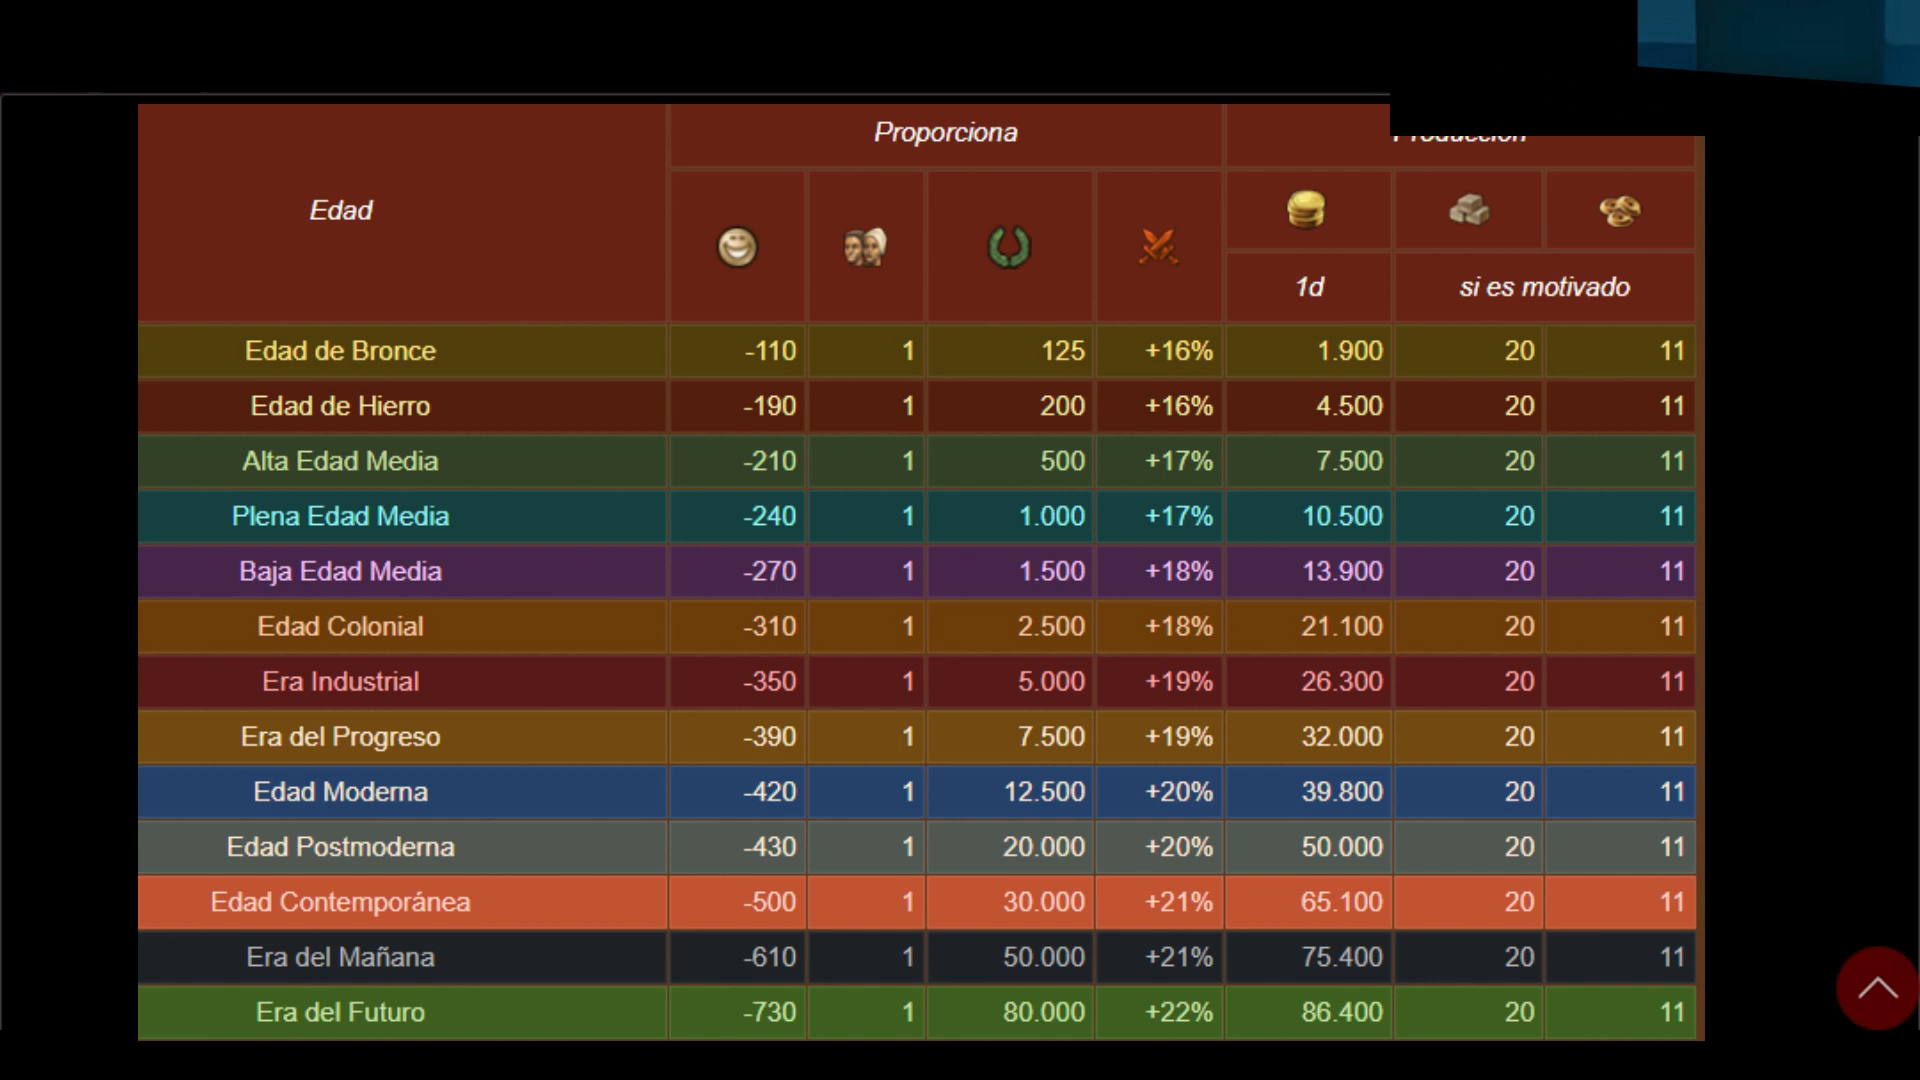 Proporciona
Producción
Edad
1d
si es motivado
Edad de Bronce -110 1 125 +16% 1.900 20 11
Edad de Hierro -190 1 200 +16% 4.500 20 11
Alta Edad Media -210 1 500 +17% 7.500 20 11
Plena Edad Media -240 1 1.000 +17% 10.500 20 11
Baja Edad Media -270 1 1.500 +18% 13.900 20 11
Edad Colonial -310 1 2.500 +18% 21.100 20 11
Era Industrial -350 1 5.000 +19% 26.300 20 11
Era del Progreso -390 1 7.500 +19% 32.000 20 11
Edad Moderna -420 1 12.500 +20% 39.800 20 11
Edad Postmoderna -430 1 20.000 +20% 50.000 20 11
Edad Contemporánea -500 1 30.000 +21% 65.100 20 11
Era del Mañana -610 1 50.000 +21% 75.400 20 11
Era del Futuro -730 1 80.000 +22% 86.400 20 11